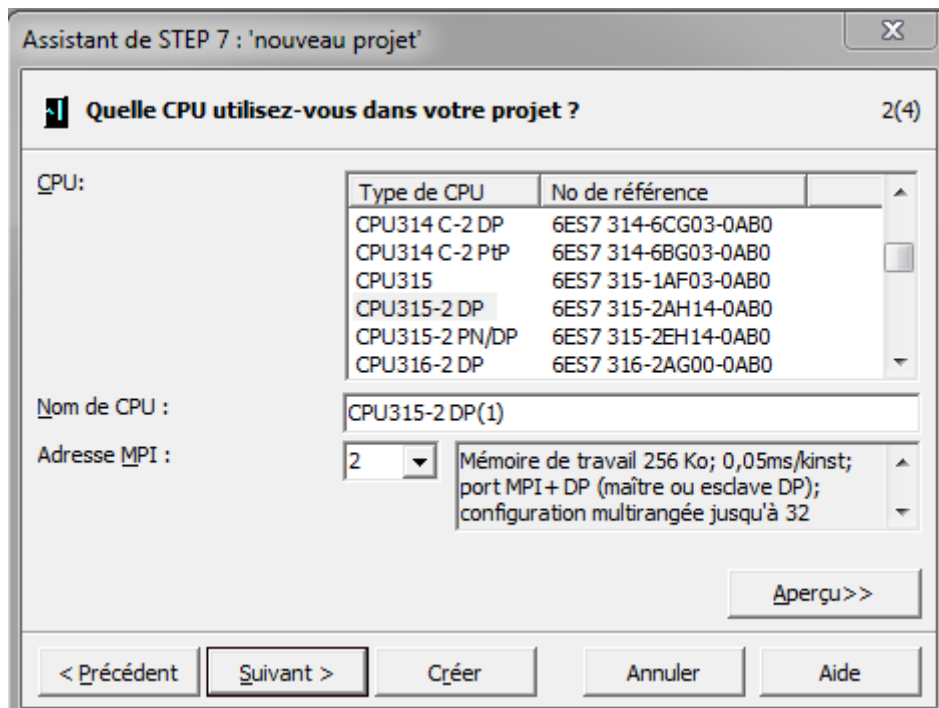 Assistant de STEP 7 : 'nouveau projet'
Quelle CPU utilisez-vous dans votre projet ? 2(4)
CPU:
Type de CPU No de référence
CPU314 C-2 DP 6ES7 314-6CG03-0AB0
CPU314 C-2 PtP 6ES7 314-6BG03-0AB0
CPU315 6ES7 315-1AF03-0AB0
CPU315-2 DP 6ES7 315-2AH14-0AB0
CPU315-2 PN/DP 6ES7 315-2EH14-0AB0
CPU316-2 DP 6ES7 316-2AG00-0AB0
Nom de CPU : CPU315-2 DP(1)
Adresse MPI : 2
Mémoire de travail 256 Ko; 0,05ms/kinst;
port MPI+ DP (maître ou esclave DP);
configuration multirangée jusqu'à 32
Aperçu>>
< Précédent Suivant > Créer Annuler Aide